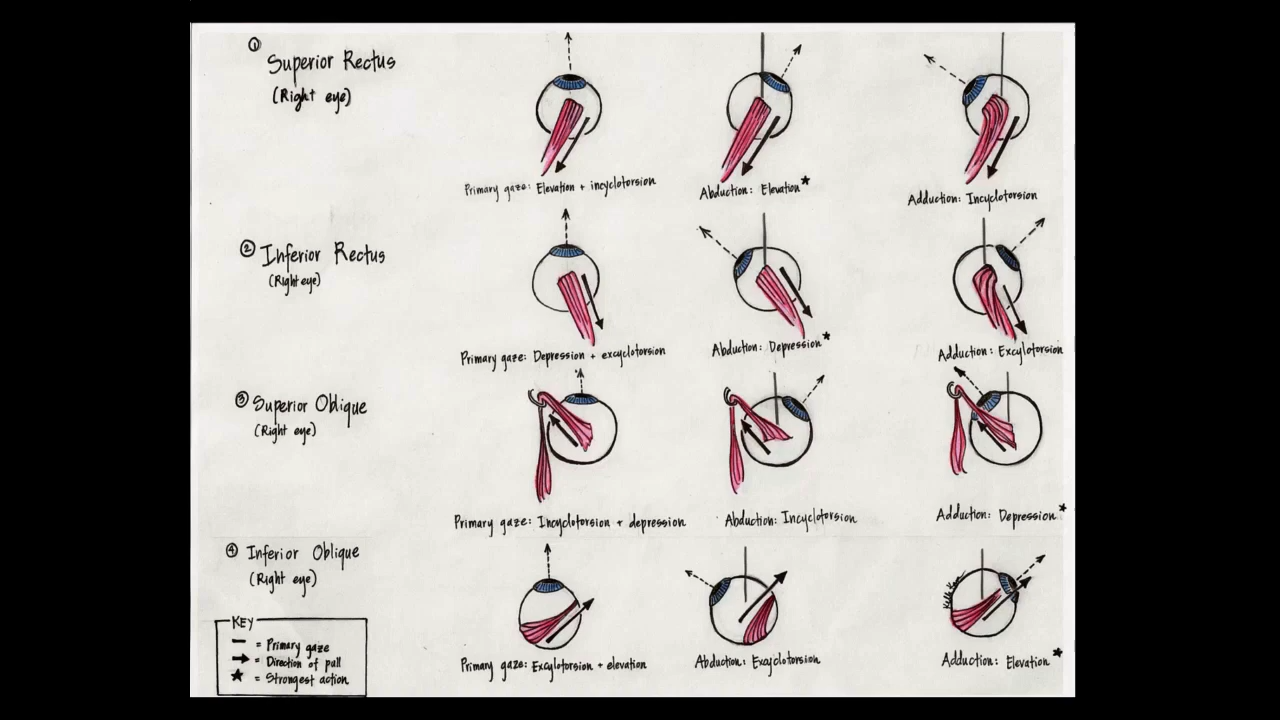 ① Superior Rectus
(Right eye)
Primary gaze: Elevation + incyclotorsion
Abduction: Elevation★
Adduction: Incyclotorsion
② Inferior Rectus
(Right eye)
Primary gaze: Depression + excyclotorsion
Abduction: Depression★
Adduction: Excylotorsion
③ Superior Oblique
(Right eye)
Primary gaze: Incyclotorsion + depression
Abduction: Incyclotorsion
Adduction: Depression★
④ Inferior Oblique
(Right eye)
Primary gaze: Excylotorsion + elevation
Abduction: Excyclotorsion
Adduction: Elevation★
KEY
= Primary gaze
= Direction of pull
★ = Strongest action